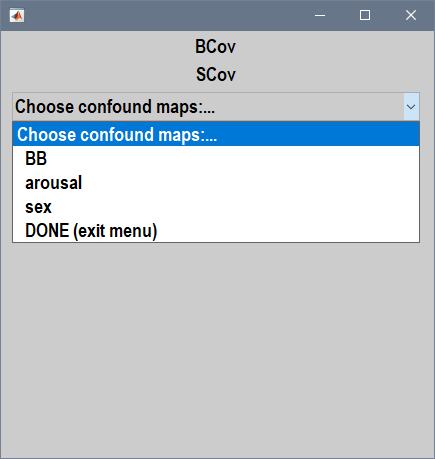 BCov
SCov
Choose confound maps:...
Choose confound maps:...
BB
arousal
sex
DONE (exit menu)